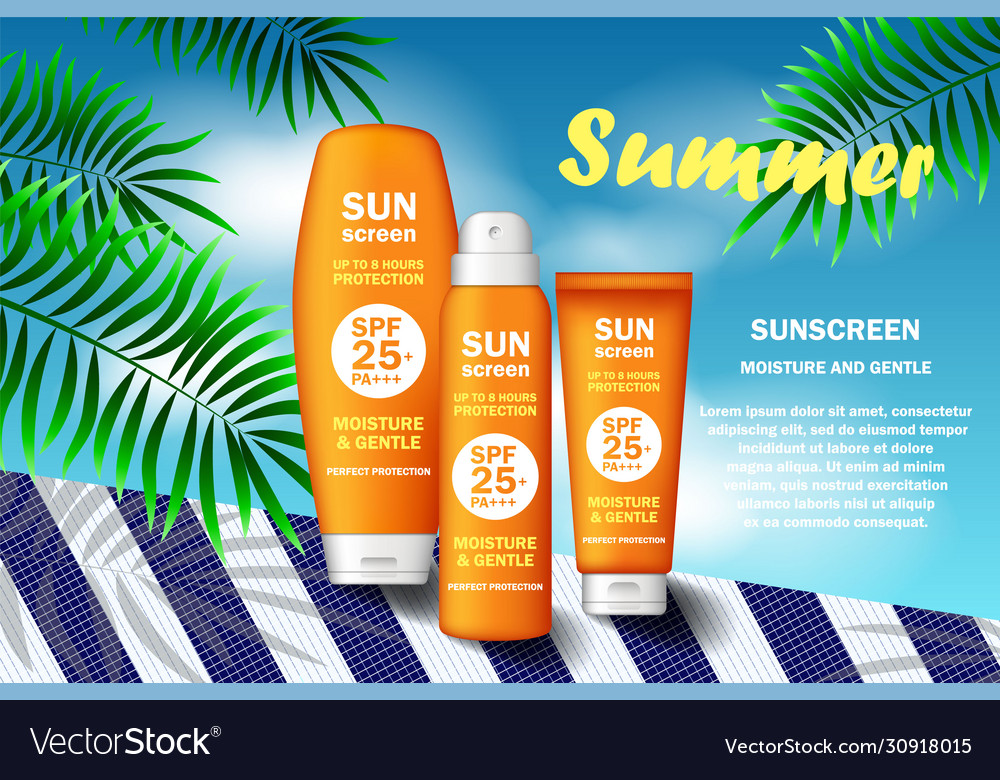 Summer
SUN
screen
UP TO 8 HOURS
PROTECTION
SPF
25+
PA+++
MOISTURE
& GENTLE
PERFECT PROTECTION
SUN
screen
UP TO 8 HOURS
PROTECTION
SPF
25+
PA+++
MOISTURE
& GENTLE
PERFECT PROTECTION
SUN
screen
UP TO 8 HOURS
PROTECTION
SPF
25+
PA+++
MOISTURE
& GENTLE
PERFECT PROTECTION
SUNSCREEN
MOISTURE AND GENTLE
Lorem ipsum dolor sit amet, consectetur
adipiscing elit, sed do eiusmod tempor
incididunt ut labore et dolore
magna aliqua. Ut enim ad
minim veniam, quis nostrud
exercitation ullamco laboris
ullamco laboris nisi ut aliquip
ex ea commodo consequat.
VectorStock®
VectorStock.com/30918015